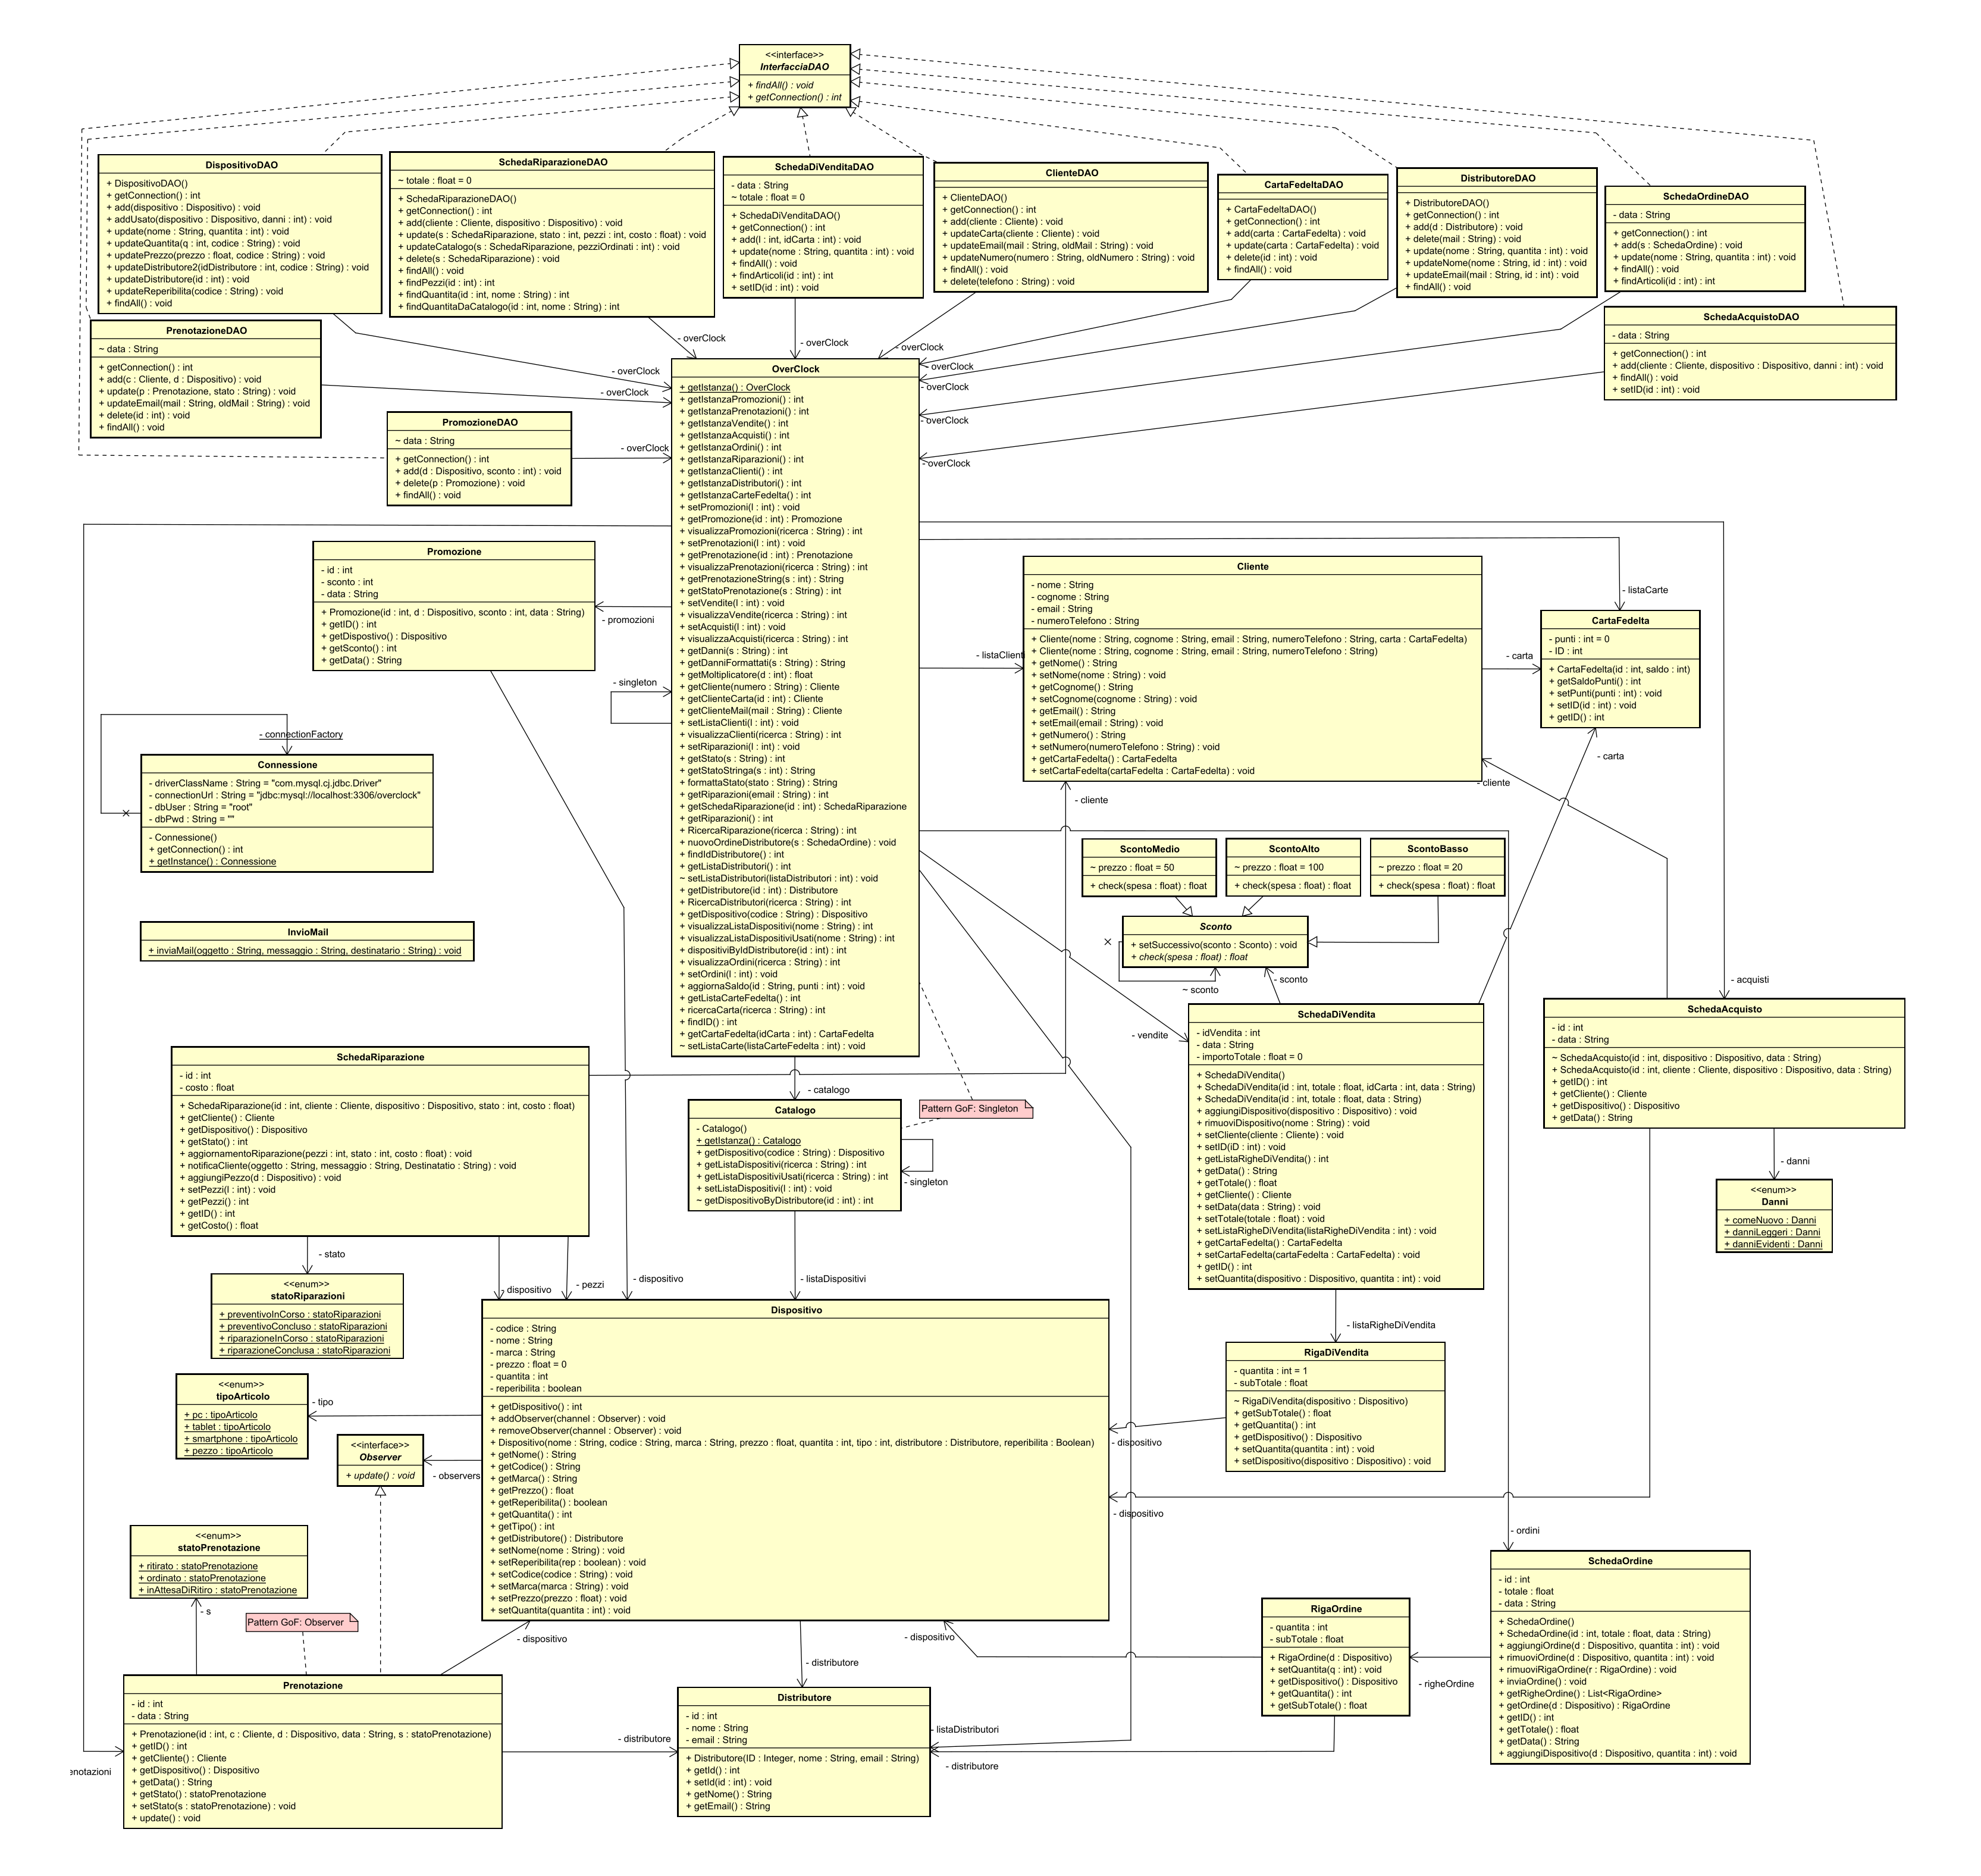 <<interface>>
InterfacciaDAO
+ findAll() : void
+ getConnection() : int
DispositivoDAO
+ DispositivoDAO()
+ getConnection() : int
+ add(dispositivo : Dispositivo) : void
+ addUsato(dispositivo : Dispositivo, danni : int) : void
+ update(nome : String, quantita : int) : void
+ updateQuantita(q : int, codice : String) : void
+ updatePrezzo(prezzo : float, codice : String) : void
+ updateDistributore2(idDistributore : int, codice : String) : void
+ updateDistributore(id : int) : void
+ updateReperibilita(codice : String) : void
+ findAll() : void
SchedaRiparazioneDAO
~ totale : float = 0
+ SchedaRiparazioneDAO()
+ getConnection() : int
+ add(cliente : Cliente, dispositivo : Dispositivo) : void
+ update(s : SchedaRiparazione, stato : int, pezzi : int, costo : float) : void
+ updateCatalogo(s : SchedaRiparazione, pezziOrdinati : int) : void
+ delete(s : SchedaRiparazione) : void
+ findAll() : void
+ findPezzi(id : int) : int
+ findQuantita(id : int, nome : String) : int
+ findQuantitaDaCatalogo(id : int, nome : String) : int
SchedaDiVenditaDAO
- data : String
~ totale : float = 0
+ SchedaDiVenditaDAO()
+ getConnection() : int
+ add(l : int, idCarta : int) : int
+ update(nome : String, quantita : int) : void
+ findAll() : void
+ findArticoli(id : int) : int
+ setID(id : int) : void
ClienteDAO
+ ClienteDAO()
+ getConnection() : int
+ add(cliente : Cliente) : void
+ updateCarta(cliente : Cliente) : void
+ updateEmail(mail : String, oldMail : String) : void
+ updateNumero(numero : String, oldNumero : String) : void
+ findAll() : void
+ delete(telefono : String) : void
CartaFedeltaDAO
+ CartaFedeltaDAO()
+ getConnection() : int
+ add(carta : CartaFedelta) : void
+ update(carta : CartaFedelta) : void
+ delete(id : int) : void
+ findAll() : void
DistributoreDAO
+ DistributoreDAO()
+ getConnection() : int
+ add(d : Distributore) : void
+ delete(mail : String) : void
+ update(nome : String, quantita : int) : void
+ updateNome(nome : String, id : int) : void
+ updateEmail(mail : String, id : int) : void
+ findAll() : void
SchedaOrdineDAO
- data : String
+ getConnection() : int
+ add(s : SchedaOrdine) : void
+ update(nome : String, quantita : int) : void
+ findAll() : void
+ findArticoli(id : int) : int
SchedaAcquistoDAO
- data : String
+ getConnection() : int
+ add(cliente : Cliente, dispositivo : Dispositivo, danni : int) : void
+ findAll() : void
+ setID(id : int) : void
PrenotazioneDAO
~ data : String
+ getConnection() : int
+ add(c : Cliente, d : Dispositivo) : void
+ update(p : Prenotazione, stato : String) : void
+ updateEmail(mail : String, oldMail : String) : void
+ delete(id : int) : void
+ findAll() : void
PromozioneDAO
~ data : String
+ getConnection() : int
+ add(d : Dispositivo, sconto : int) : void
+ delete(p : Promozione) : void
+ findAll() : void
- overClock
- overClock
- overClock
- overClock
- overClock
- overClock
- overClock
- overClock
- overClock
- overClock
OverClock
+ getIstanza() : OverClock
+ getIstanzaPromozioni() : int
+ getIstanzaPrenotazioni() : int
+ getIstanzaVendite() : int
+ getIstanzaAcquisti() : int
+ getIstanzaOrdini() : int
+ getIstanzaRiparazioni() : int
+ getIstanzaClienti() : int
+ getIstanzaDistributori() : int
+ getIstanzaCarteFedelta() : int
+ setPromozioni(l : int) : void
+ getPromozione(id : int) : Promozione
+ visualizzaPromozioni(ricerca : String) : int
+ setPrenotazioni(l : int) : void
+ getPrenotazione(id : int) : Prenotazione
+ visualizzaPrenotazioni(ricerca : String) : int
+ getPrenotazioneString(s : int) : String
+ getStatoPrenotazione(s : String) : int
+ setVendite(l : int) : void
+ visualizzaVendite(ricerca : String) : int
+ setAcquisti(l : int) : void
+ visualizzaAcquisti(ricerca : String) : int
+ getDanni(s : String) : int
+ getDanniFormattati(s : String) : String
+ getMoltiplicatore(d : int) : float
+ getCliente(numero : String) : Cliente
+ getClienteCarta(id : int) : Cliente
+ getClienteMail(mail : String) : Cliente
+ setListaClienti(l : int) : void
+ visualizzaClienti(ricerca : String) : int
+ setRiparazioni(l : int) : void
+ getStato(s : String) : int
+ getStatoStringa(s : int) : String
+ formattaStato(stato : String) : String
+ getRiparazioni(email : String) : int
+ getSchedaRiparazione(id : int) : SchedaRiparazione
+ getRiparazioni() : int
+ RicercaRiparazione(ricerca : String) : int
+ nuovoOrdineDistributore(s : SchedaOrdine) : void
+ findIdDistributore() : int
+ getListaDistributori() : int
~ setListaDistributori(listaDistributori : int) : void
+ getDistributore(id : int) : Distributore
+ RicercaDistributori(ricerca : String) : int
+ getDispositivo(codice : String) : Dispositivo
+ visualizzaListaDispositivi(nome : String) : int
+ visualizzaListaDispositiviUsati(nome : String) : int
+ dispositiviByIdDistributore(id : int) : int
+ visualizzaOrdini(ricerca : String) : int
+ setOrdini(l : int) : void
+ aggiornaSaldo(id : String, punti : int) : void
+ getListaCarteFedelta() : int
+ ricercaCarta(ricerca : String) : int
+ findID() : int
+ getCartaFedelta(idCarta : int) : CartaFedelta
~ setListaCarte(listaCarteFedelta : int) : void
Promozione
- id : int
- sconto : int
- data : String
+ Promozione(id : int, d : Dispositivo, sconto : int, data : String)
+ getID() : int
+ getDispostivo() : Dispositivo
+ getSconto() : int
+ getData() : String
- promozioni
- singleton
- listaClienti
Cliente
- nome : String
- cognome : String
- email : String
- numeroTelefono : String
+ Cliente(nome : String, cognome : String, email : String, numeroTelefono : String, carta : CartaFedelta)
+ Cliente(nome : String, cognome : String, email : String, numeroTelefono : String)
+ getNome() : String
+ setNome(nome : String) : void
+ getCognome() : String
+ setCognome(cognome : String) : void
+ getEmail() : String
+ setEmail(email : String) : void
+ getNumero() : String
+ setNumero(numeroTelefono : String) : void
+ getCartaFedelta() : CartaFedelta
+ setCartaFedelta(cartaFedelta : CartaFedelta) : void
- listaCarte
- carta
CartaFedelta
- punti : int = 0
- ID : int
+ CartaFedelta(id : int, saldo : int)
+ getSaldoPunti() : int
+ setPunti(punti : int) : void
+ setID(id : int) : void
+ getID() : int
- carta
- cliente
- cliente
- connectionFactory
Connessione
- driverClassName : String = "com.mysql.cj.jdbc.Driver"
- connectionUrl : String = "jdbc:mysql://localhost:3306/overclock"
- dbUser : String = "root"
- dbPwd : String = ""
- Connessione()
+ getConnection() : int
+ getInstance() : Connessione
InvioMail
+ inviaMail(oggetto : String, messaggio : String, destinatario : String) : void
ScontoMedio
~ prezzo : float = 50
+ check(spesa : float) : float
ScontoAlto
~ prezzo : float = 100
+ check(spesa : float) : float
ScontoBasso
~ prezzo : float = 20
+ check(spesa : float) : float
Sconto
+ setSuccessivo(sconto : Sconto) : void
+ check(spesa : float) : float
~ sconto
- sconto
- acquisti
- vendite
SchedaDiVendita
- idVendita : int
- data : String
- importoTotale : float = 0
+ SchedaDiVendita()
+ SchedaDiVendita(id : int, totale : float, idCarta : int, data : String)
+ SchedaDiVendita(id : int, totale : float, data : String)
+ aggiungiDispositivo(dispositivo : Dispositivo) : void
+ rimuoviDispositivo(nome : String) : void
+ setCliente(cliente : Cliente) : void
+ setID(iD : int) : void
+ getListaRigheDiVendita() : int
+ getData() : String
+ getTotale() : float
+ getCliente() : Cliente
+ setData(data : String) : void
+ setTotale(totale : float) : void
+ setListaRigheDiVendita(listaRigheDiVendita : int) : void
+ getCartaFedelta() : CartaFedelta
+ setCartaFedelta(cartaFedelta : CartaFedelta) : void
+ getID() : int
+ setQuantita(dispositivo : Dispositivo, quantita : int) : void
SchedaAcquisto
- id : int
- data : String
~ SchedaAcquisto(id : int, dispositivo : Dispositivo, data : String)
+ SchedaAcquisto(id : int, cliente : Cliente, dispositivo : Dispositivo, data : String)
+ getID() : int
+ getCliente() : Cliente
+ getDispositivo() : Dispositivo
+ getData() : String
- danni
<<enum>>
Danni
+ comeNuovo : Danni
+ danniLeggeri : Danni
+ danniEvidenti : Danni
SchedaRiparazione
- id : int
- costo : float
+ SchedaRiparazione(id : int, cliente : Cliente, dispositivo : Dispositivo, stato : int, costo : float)
+ getCliente() : Cliente
+ getDispositivo() : Dispositivo
+ getStato() : int
+ aggiornamentoRiparazione(pezzi : int, stato : int, costo : float) : void
+ notificaCliente(oggetto : String, messaggio : String, Destinatatio : String) : void
+ aggiungiPezzo(d : Dispositivo) : void
+ setPezzi(l : int) : void
+ getPezzi() : int
+ getID() : int
+ getCosto() : float
- catalogo
Catalogo
- Catalogo()
+ getIstanza() : Catalogo
+ getDispositivo(codice : String) : Dispositivo
+ getListaDispositivi(ricerca : String) : int
+ getListaDispositiviUsati(ricerca : String) : int
+ setListaDispositivi(l : int) : void
~ getDispositivoByDistributore(id : int) : int
Pattern GoF: Singleton
- singleton
- stato
- dispositivo
- pezzi
- dispositivo
- listaDispositivi
<<enum>>
statoRiparazioni
+ preventivoInCorso : statoRiparazioni
+ preventivoConcluso : statoRiparazioni
+ riparazioneInCorso : statoRiparazioni
+ riparazioneConclusa : statoRiparazioni
<<enum>>
tipoArticolo
+ pc : tipoArticolo
+ tablet : tipoArticolo
+ smartphone : tipoArticolo
+ pezzo : tipoArticolo
- tipo
<<interface>>
Observer
+ update() : void
- observers
Dispositivo
- codice : String
- nome : String
- marca : String
- prezzo : float = 0
- quantita : int
- reperibilita : boolean
+ getDispositivo() : int
+ addObserver(channel : Observer) : void
+ removeObserver(channel : Observer) : void
+ Dispositivo(nome : String, codice : String, marca : String, prezzo : float, quantita : int, tipo : int, distributore : Distributore, reperibilita : Boolean)
+ getNome() : String
+ getCodice() : String
+ getMarca() : String
+ getPrezzo() : float
+ getReperibilita() : boolean
+ getQuantita() : int
+ getTipo() : int
+ getDistributore() : Distributore
+ setNome(nome : String) : void
+ setReperibilita(rep : boolean) : void
+ setCodice(codice : String) : void
+ setMarca(marca : String) : void
+ setPrezzo(prezzo : float) : void
+ setQuantita(quantita : int) : void
- listaRigheDiVendita
RigaDiVendita
- quantita : int = 1
- subTotale : float
~ RigaDiVendita(dispositivo : Dispositivo)
+ getSubTotale() : float
+ getQuantita() : int
+ getDispositivo() : Dispositivo
+ setQuantita(quantita : int) : void
+ setDispositivo(dispositivo : Dispositivo) : void
- dispositivo
- dispositivo
- ordini
<<enum>>
statoPrenotazione
+ ritirato : statoPrenotazione
+ ordinato : statoPrenotazione
+ inAttesaDiRitiro : statoPrenotazione
- s
Pattern GoF: Observer
- dispositivo
- dispositivo
- distributore
Prenotazione
- id : int
- data : String
+ Prenotazione(id : int, c : Cliente, d : Dispositivo, data : String, s : statoPrenotazione)
+ getID() : int
+ getCliente() : Cliente
+ getDispositivo() : Dispositivo
+ getData() : String
+ getStato() : statoPrenotazione
+ setStato(s : statoPrenotazione) : void
+ update() : void
enotazioni
- distributore
Distributore
- id : int
- nome : String
- email : String
+ Distributore(ID : Integer, nome : String, email : String)
+ getId() : int
+ setId(id : int) : void
+ getNome() : String
+ getEmail() : String
- listaDistributori
- distributore
RigaOrdine
- quantita : int
- subTotale : float
+ RigaOrdine(d : Dispositivo)
+ setQuantita(q : int) : void
+ getDispositivo() : Dispositivo
+ getQuantita() : int
+ getSubTotale() : float
- righeOrdine
SchedaOrdine
- id : int
- totale : float
- data : String
+ SchedaOrdine()
+ SchedaOrdine(id : int, totale : float, data : String)
+ aggiungiOrdine(d : Dispositivo, quantita : int) : void
+ rimuoviOrdine(d : Dispositivo, quantita : int) : void
+ rimuoviRigaOrdine(r : RigaOrdine) : void
+ inviaOrdine() : void
+ getRigheOrdine() : List<RigaOrdine>
+ getOrdine(d : Dispositivo) : RigaOrdine
+ getID() : int
+ getTotale() : float
+ getData() : String
+ aggiungiDispositivo(d : Dispositivo, quantita : int) : void